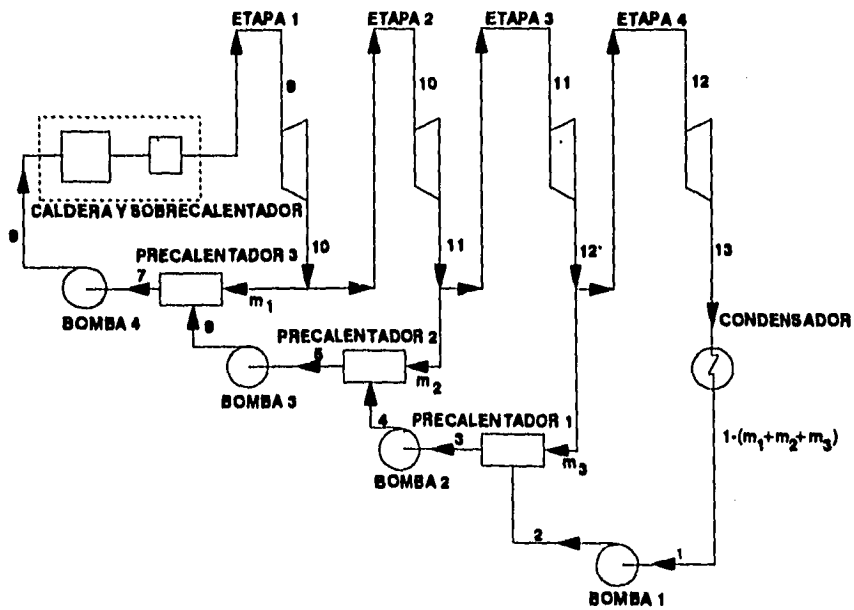 ETAPA 1
ETAPA 2
ETAPA 3
ETAPA 4
9
10
11
12
CALDERA Y SOBRECALENTADOR
9
10
11
12'
13
PRECALENTADOR 3
7
m1
BOMBA 4
CONDENSADOR
9
PRECALENTADOR 2
5
m2
BOMBA 3
4
PRECALENTADOR 1
3
m3
BOMBA 2
1-(m1+m2+m3)
2
1
BOMBA 1